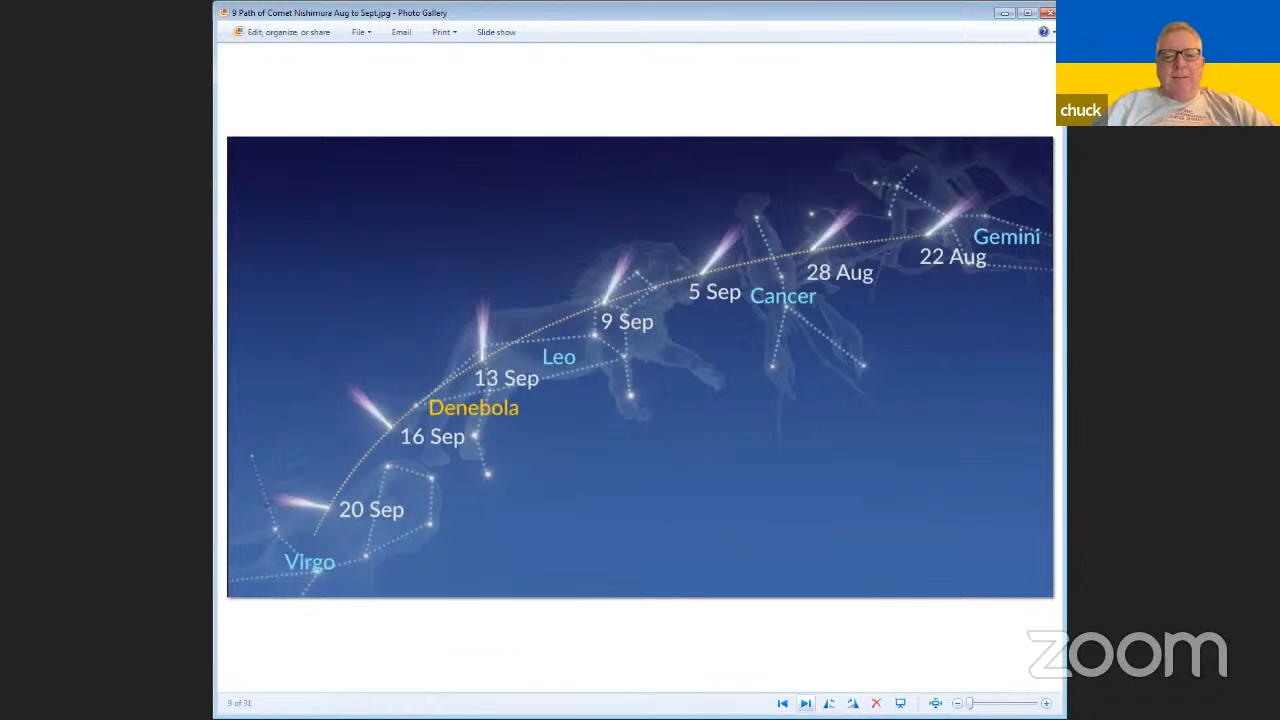 9 Path of Comet Nishimura Aug to Sept.jpg - Photo Gallery
Edit, organize, or share File Email Print Slide show
chuck
Gemini
22 Aug
28 Aug
5 Sep
Cancer
9 Sep
Leo
13 Sep
Denebola
16 Sep
20 Sep
Virgo
zoom
9 of 31